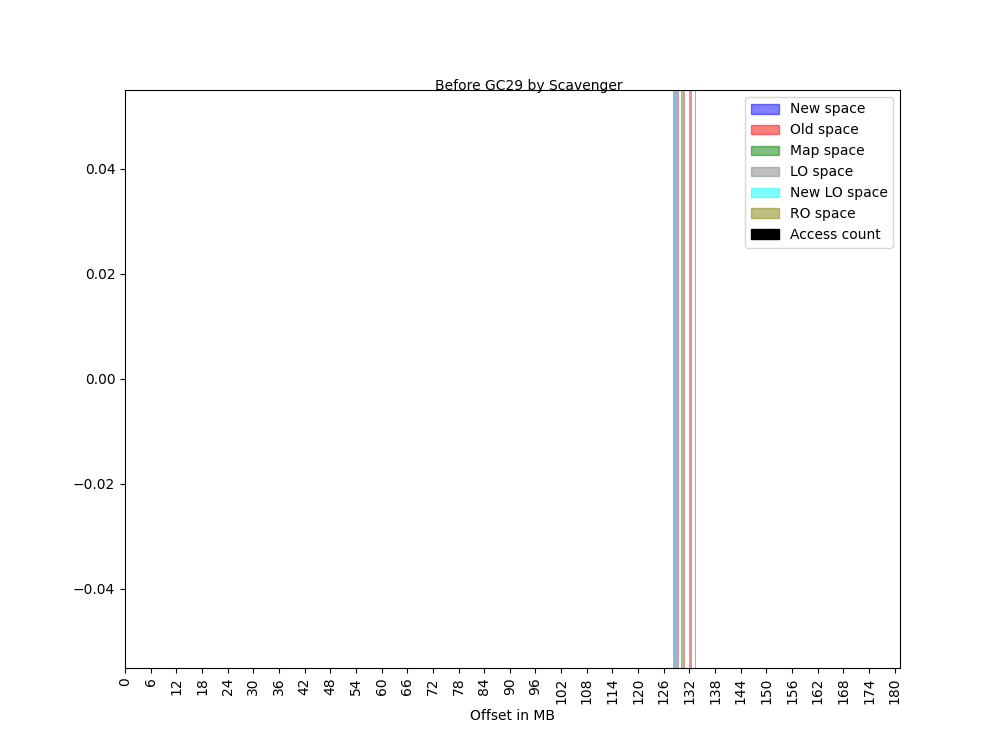 Before GC29 by Scavenger
New space
Old space
Map space
LO space
New LO space
RO space
Access count
0.04
0.02
0.00
−0.02
−0.04
0 6 12 18 24 30 36 42 48 54 60 66 72 78 84 90 96 102 108 114 120 126 132 138 144 150 156 162 168 174 180
Offset in MB